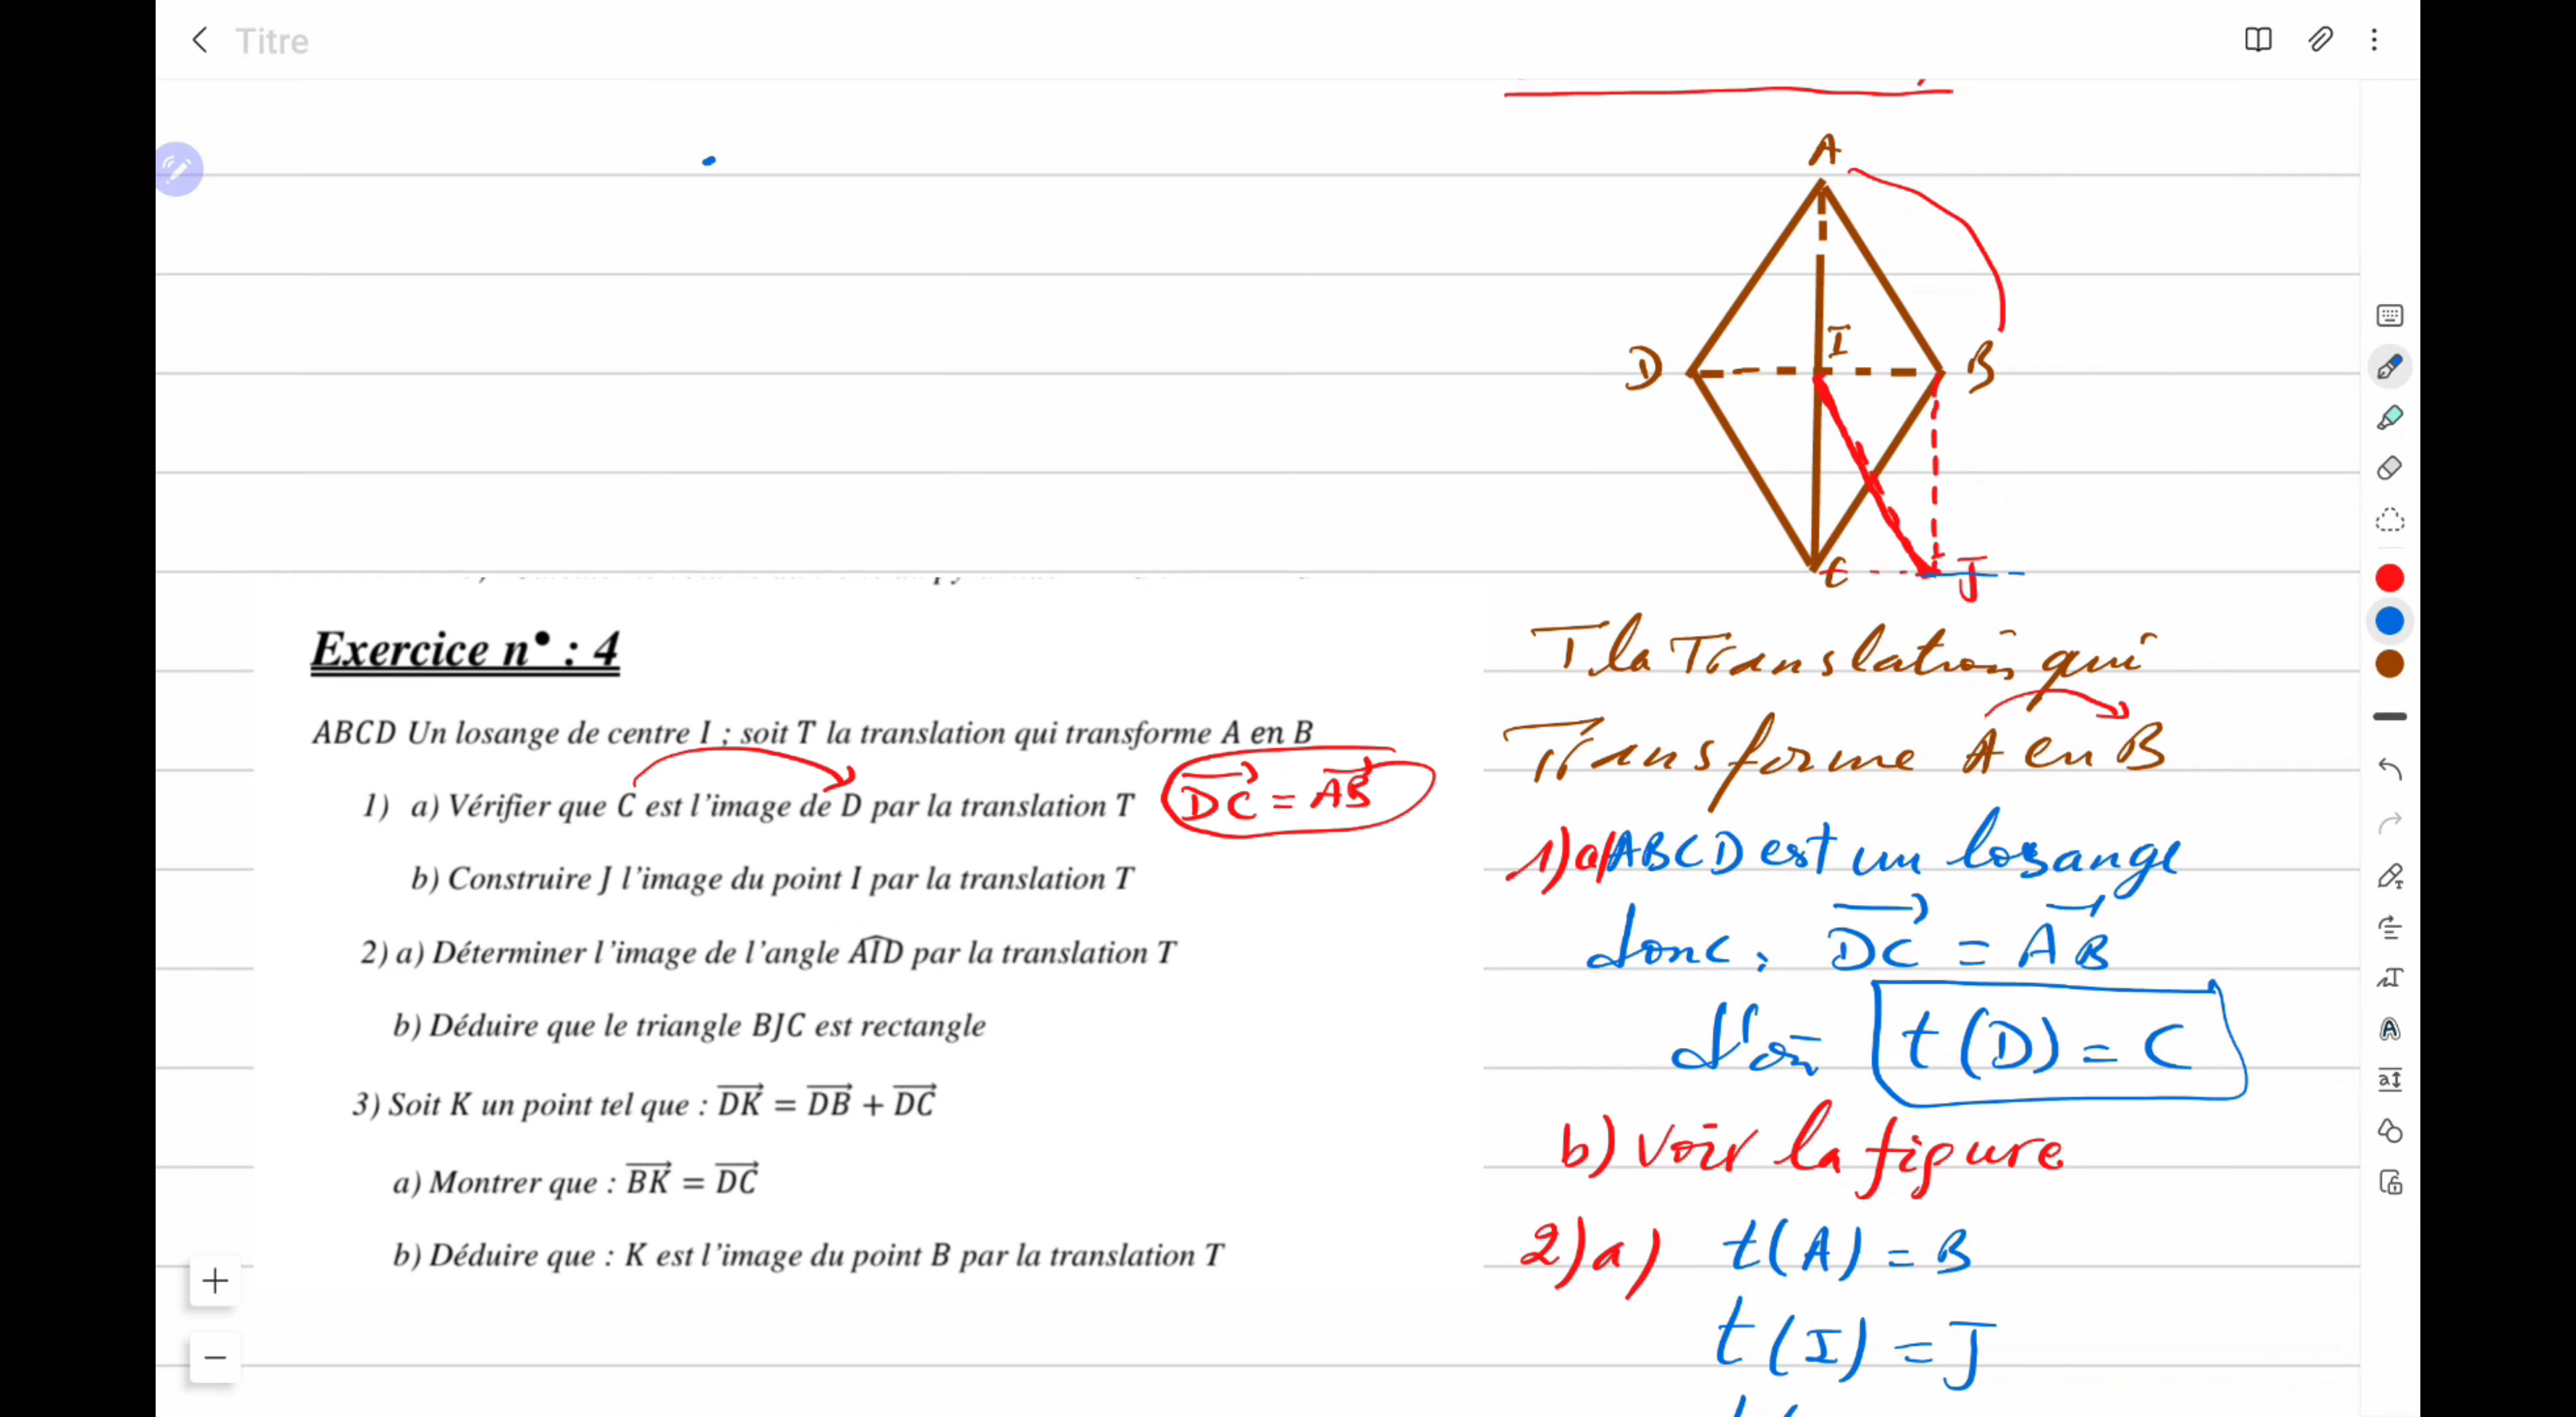 Titre
A
I
D
B
C
J
Exercice n° : 4
ABCD Un losange de centre I ; soit T la translation qui transforme A en B
1) a) Vérifier que C est l'image de D par la translation T
DC = AB
b) Construire J l'image du point I par la translation T
2) a) Déterminer l'image de l'angle AID par la translation T
b) Déduire que le triangle BJC est rectangle
3) Soit K un point tel que : DK = DB + DC
a) Montrer que : BK = DC
b) Déduire que : K est l'image du point B par la translation T
T la Translation qui
Transforme A en B
1) a) ABCD est un losange
donc, DC = AB
d'où t(D) = C
b) Voir la figure
2) a) t(A) = B
t(I) = J